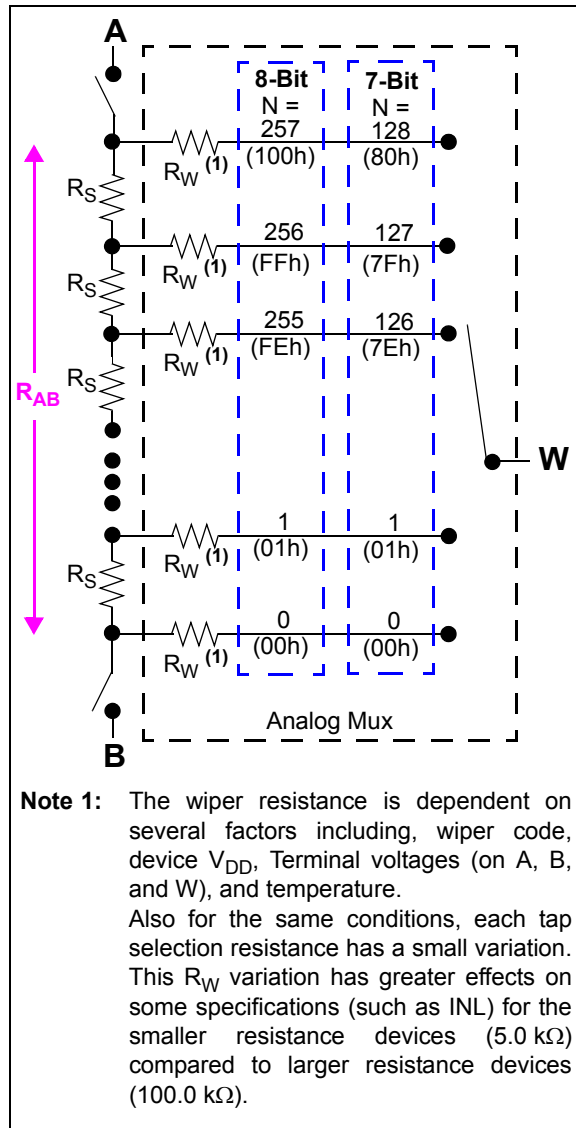 A
8-Bit
N =
7-Bit
N =
257
(100h)
128
(80h)
RW (1)
RS
256
(FFh)
127
(7Fh)
RW (1)
RS
255
(FEh)
126
(7Eh)
RW (1)
RS
RAB
W
1
(01h)
1
(01h)
RW (1)
RS
0
(00h)
0
(00h)
RW (1)
Analog Mux
B
Note 1: The wiper resistance is dependent on
several factors including, wiper code,
device VDD, Terminal voltages (on A, B,
and W), and temperature.
Also for the same conditions, each tap
selection resistance has a small variation.
This RW variation has greater effects on
some specifications (such as INL) for the
smaller resistance devices (5.0 kΩ)
compared to larger resistance devices
(100.0 kΩ).